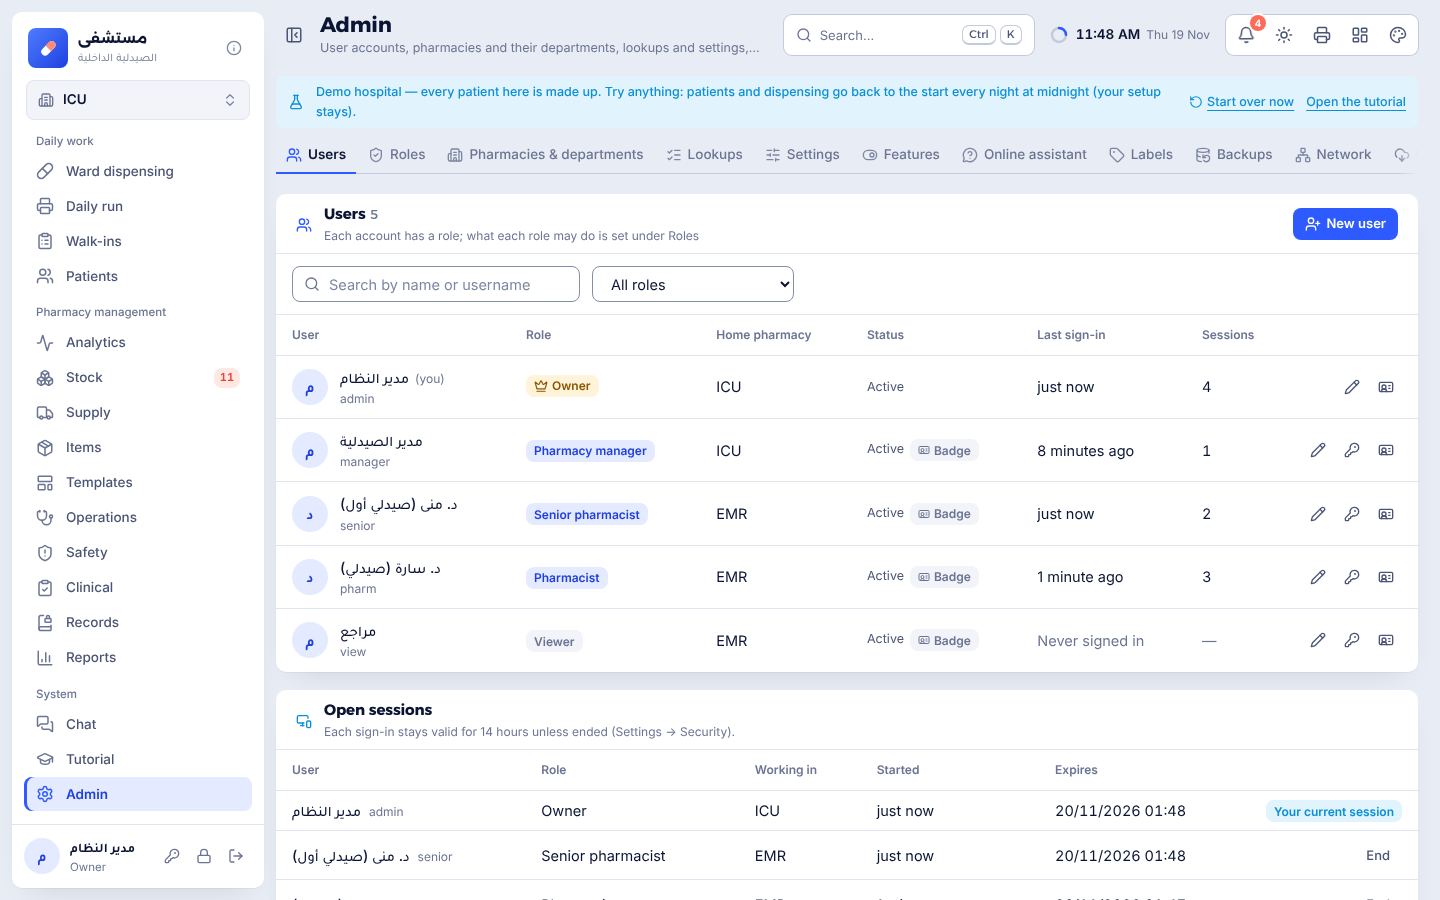 مستشفى
الصيدلية الداخلية
ICU
Daily work
Ward dispensing
Daily run
Walk-ins
Patients
Pharmacy management
Analytics
Stock 11
Supply
Items
Templates
Operations
Safety
Clinical
Records
Reports
System
Chat
Tutorial
Admin
م مدير النظام
Owner
Admin
User accounts, pharmacies and their departments, lookups and settings,...
Search... Ctrl K
11:48 AM Thu 19 Nov
4
Demo hospital — every patient here is made up. Try anything: patients and dispensing go back to the start every night at midnight (your setup
stays).
Start over now Open the tutorial
Users Roles Pharmacies & departments Lookups Settings Features Online assistant Labels Backups Network
Users 5
Each account has a role; what each role may do is set under Roles
New user
Search by name or username All roles
User Role Home pharmacy Status Last sign-in Sessions
م مدير النظام (you) Owner ICU Active just now 4
admin
م مدير الصيدلية Pharmacy manager ICU Active Badge 8 minutes ago 1
manager
د د. منى (صيدلي أول) Senior pharmacist EMR Active Badge just now 2
senior
د د. سارة (صيدلي) Pharmacist EMR Active Badge 1 minute ago 3
pharm
م مراجع Viewer EMR Active Badge Never signed in —
view
Open sessions
Each sign-in stays valid for 14 hours unless ended (Settings → Security).
User Role Working in Started Expires
مدير النظام admin Owner ICU just now 20/11/2026 01:48 Your current session
د. منى (صيدلي أول) senior Senior pharmacist EMR just now 20/11/2026 01:48 End